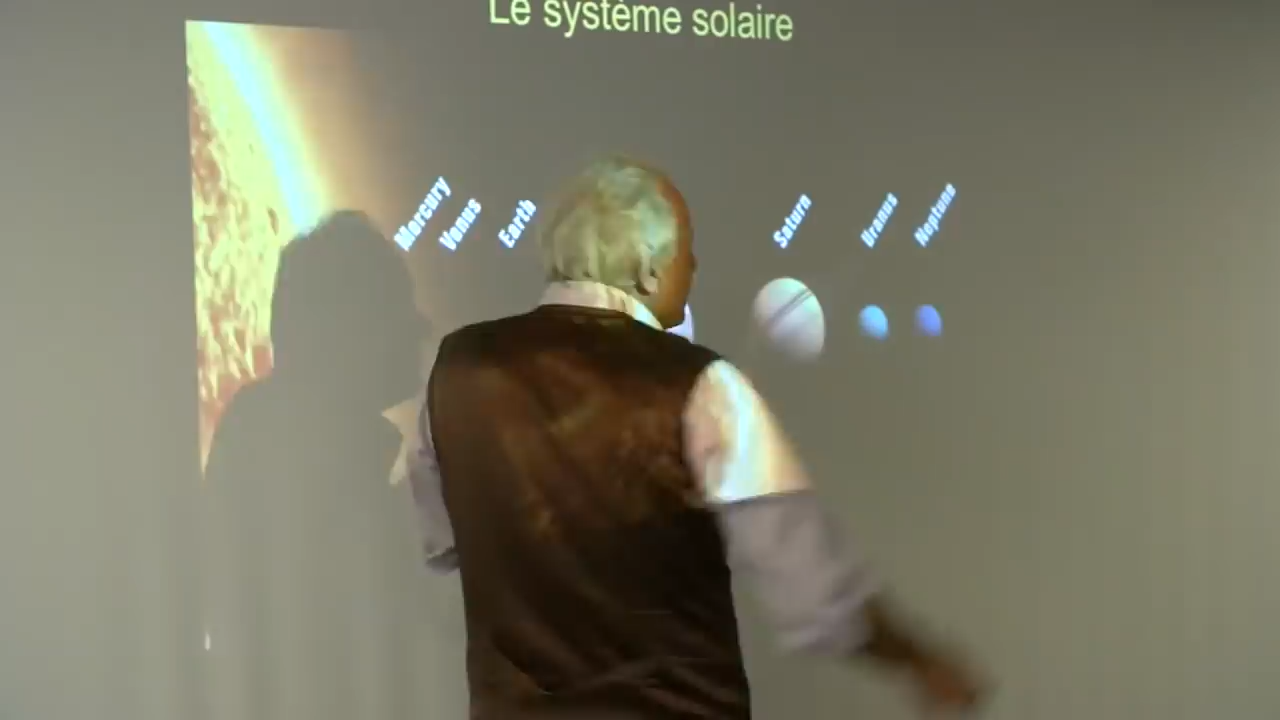 Le système solaire
Mercury
Venus
Earth
Saturn
Uranus
Neptune